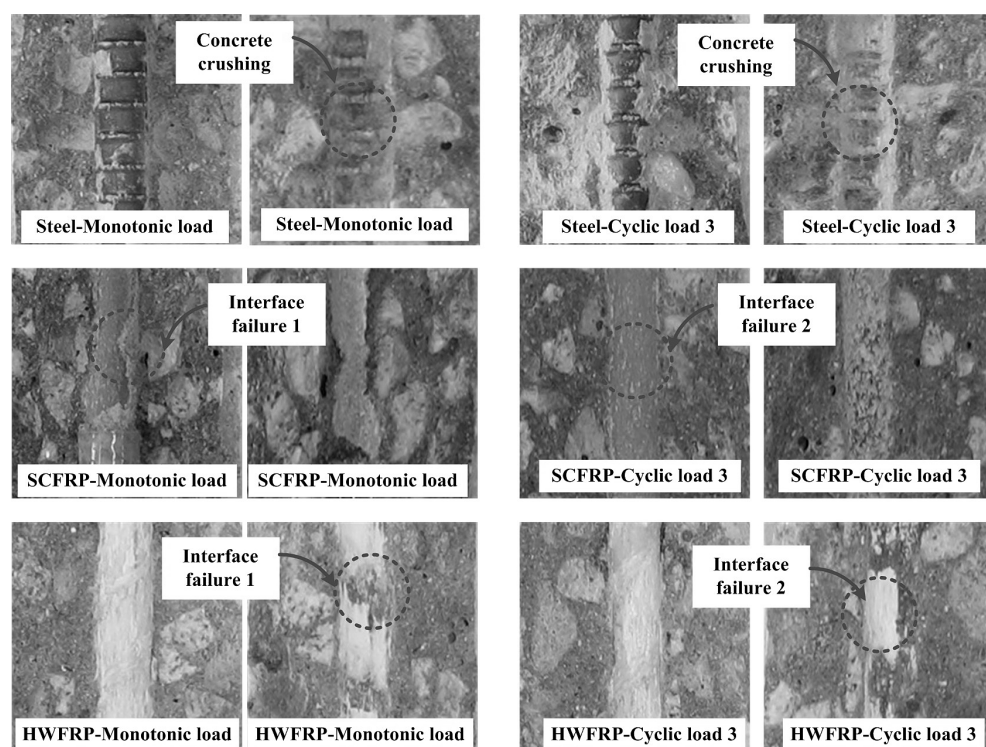 Concrete
crushing
Concrete
crushing
Steel-Monotonic load
Steel-Monotonic load
Steel-Cyclic load 3
Steel-Cyclic load 3
Interface
failure 1
Interface
failure 2
SCFRP-Monotonic load
SCFRP-Monotonic load
SCFRP-Cyclic load 3
SCFRP-Cyclic load 3
Interface
failure 1
Interface
failure 2
HWFRP-Monotonic load
HWFRP-Monotonic load
HWFRP-Cyclic load 3
HWFRP-Cyclic load 3